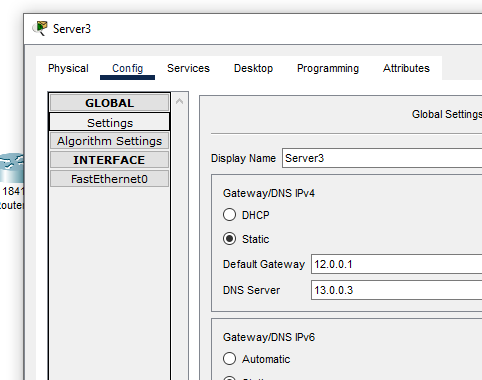 Server3
Physical Config Services Desktop Programming Attributes
GLOBAL
Settings
Algorithm Settings
INTERFACE
FastEthernet0
Global Settings
Display Name Server3
Gateway/DNS IPv4
DHCP
Static
Default Gateway 12.0.0.1
DNS Server 13.0.0.3
Gateway/DNS IPv6
Automatic
1841